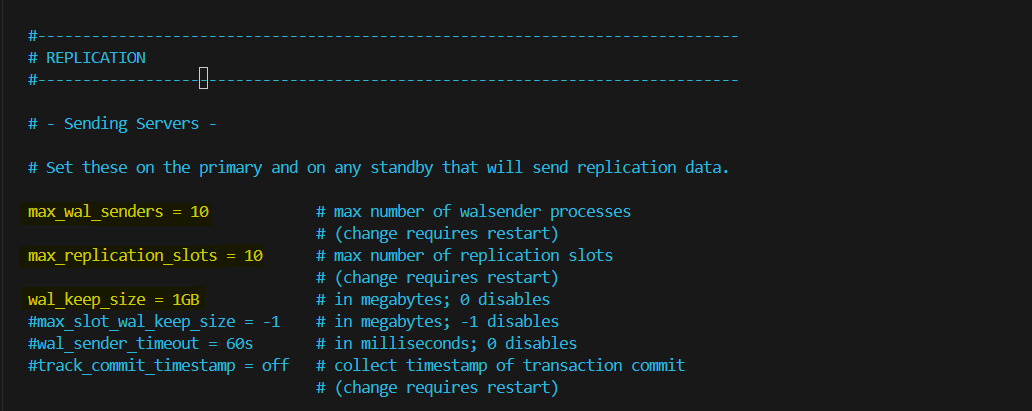 #------------------------------------------------------------------------------
# REPLICATION
#------------------------------------------------------------------------------
# - Sending Servers -
# Set these on the primary and on any standby that will send replication data.
max_wal_senders = 10 # max number of walsender processes
# (change requires restart)
max_replication_slots = 10 # max number of replication slots
# (change requires restart)
wal_keep_size = 1GB # in megabytes; 0 disables
#max_slot_wal_keep_size = -1 # in megabytes; -1 disables
#wal_sender_timeout = 60s # in milliseconds; 0 disables
#track_commit_timestamp = off # collect timestamp of transaction commit
# (change requires restart)